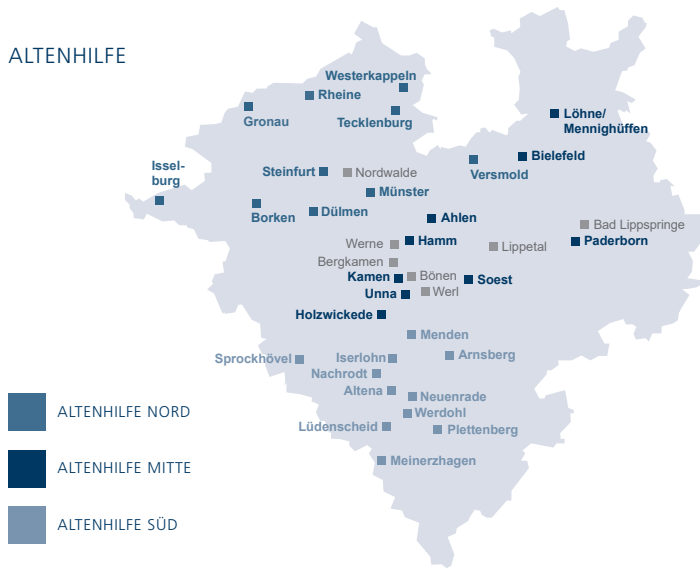 ALTENHILFE
Westerkappeln
Rheine
Gronau
Tecklenburg
Löhne/
Mennighüffen
Bielefeld
Issel-
burg
Steinfurt
Nordwalde
Versmold
Münster
Borken
Dülmen
Ahlen
Bad Lippspringe
Werne
Hamm
Lippetal
Paderborn
Bergkamen
Kamen
Bönen
Soest
Unna
Werl
Holzwickede
Menden
Sprockhövel
Iserlohn
Arnsberg
Nachrodt
Altena
Neuenrade
Werdohl
Lüdenscheid
Plettenberg
Meinerzhagen
ALTENHILFE NORD
ALTENHILFE MITTE
ALTENHILFE SÜD